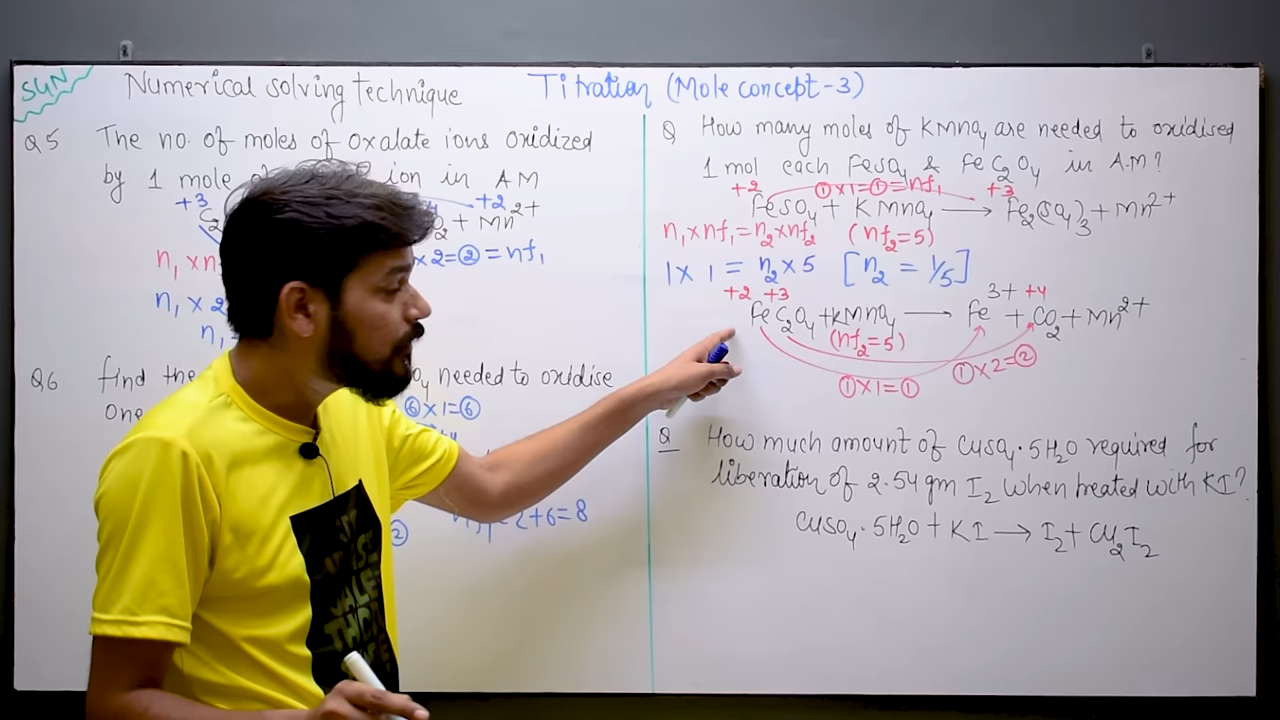 SGN
Numerical solving technique
Titration (Mole concept-3)
Q5 The no. of moles of oxalate ions oxidized
by 1 mole ion in AM
+3 +2
C2 O2 + Mn2+
n1 × n ×2=②=nf1
n1 × 2
n1
Q6 find the needed to oxidise
one
⑥×1=⑥
+4
② =2+6=8
Q How many moles of KMnO4 are needed to oxidised
1 mol each FeSO4 & FeC2O4 in A.M?
+2 ①×1=①=nf1 +3
FeSO4 + KMnO4 → Fe2(SO4)3 + Mn2+
n1×nf1=n2×nf2 (nf2=5)
1×1 = n2×5 [n2 = 1/5]
+2 +3 3+ +4
FeC2O4+KMnO4 → Fe + CO2+Mn2+
(nf2=5)
①×1=① ①×2=②
Q How much amount of CuSO4·5H2O required for
liberation of 2.54 gm I2 when treated with KI?
CuSO4·5H2O + KI → I2+ Cu2I2